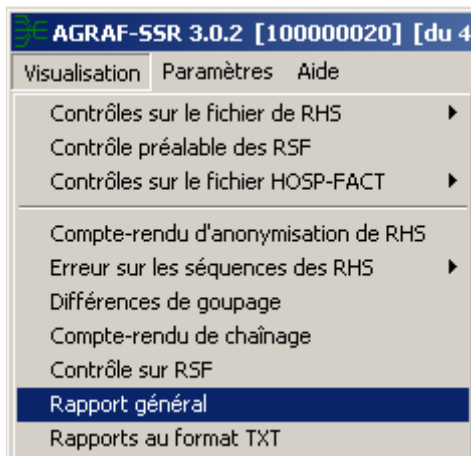 AGRAF-SSR 3.0.2 [100000020] [du 4
Visualisation Paramètres Aide
Contrôles sur le fichier de RHS
Contrôle préalable des RSF
Contrôles sur le fichier HOSP-FACT
Compte-rendu d'anonymisation de RHS
Erreur sur les séquences des RHS
Différences de goupage
Compte-rendu de chaînage
Contrôle sur RSF
Rapport général
Rapports au format TXT